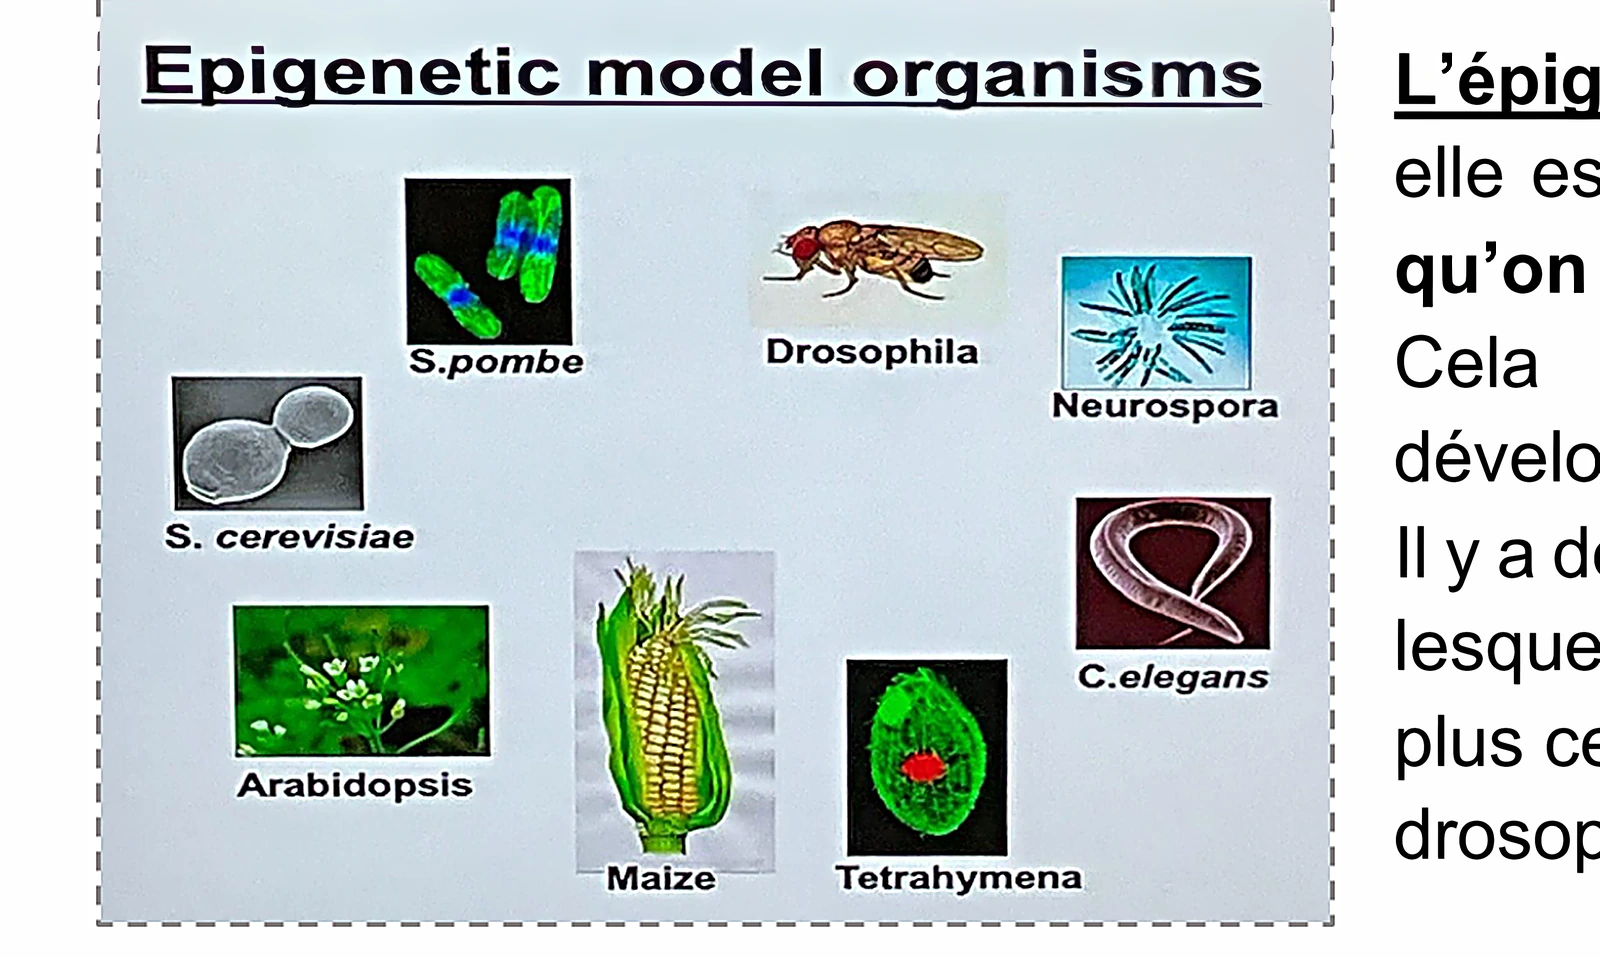 Epigenetic model organisms
S.pombe
Drosophila
Neurospora
S. cerevisiae
C.elegans
Arabidopsis
Maize
Tetrahymena
L’épig
elle es
qu’on
Cela
dévelo
Il y a de
lesque
plus ce
drosop